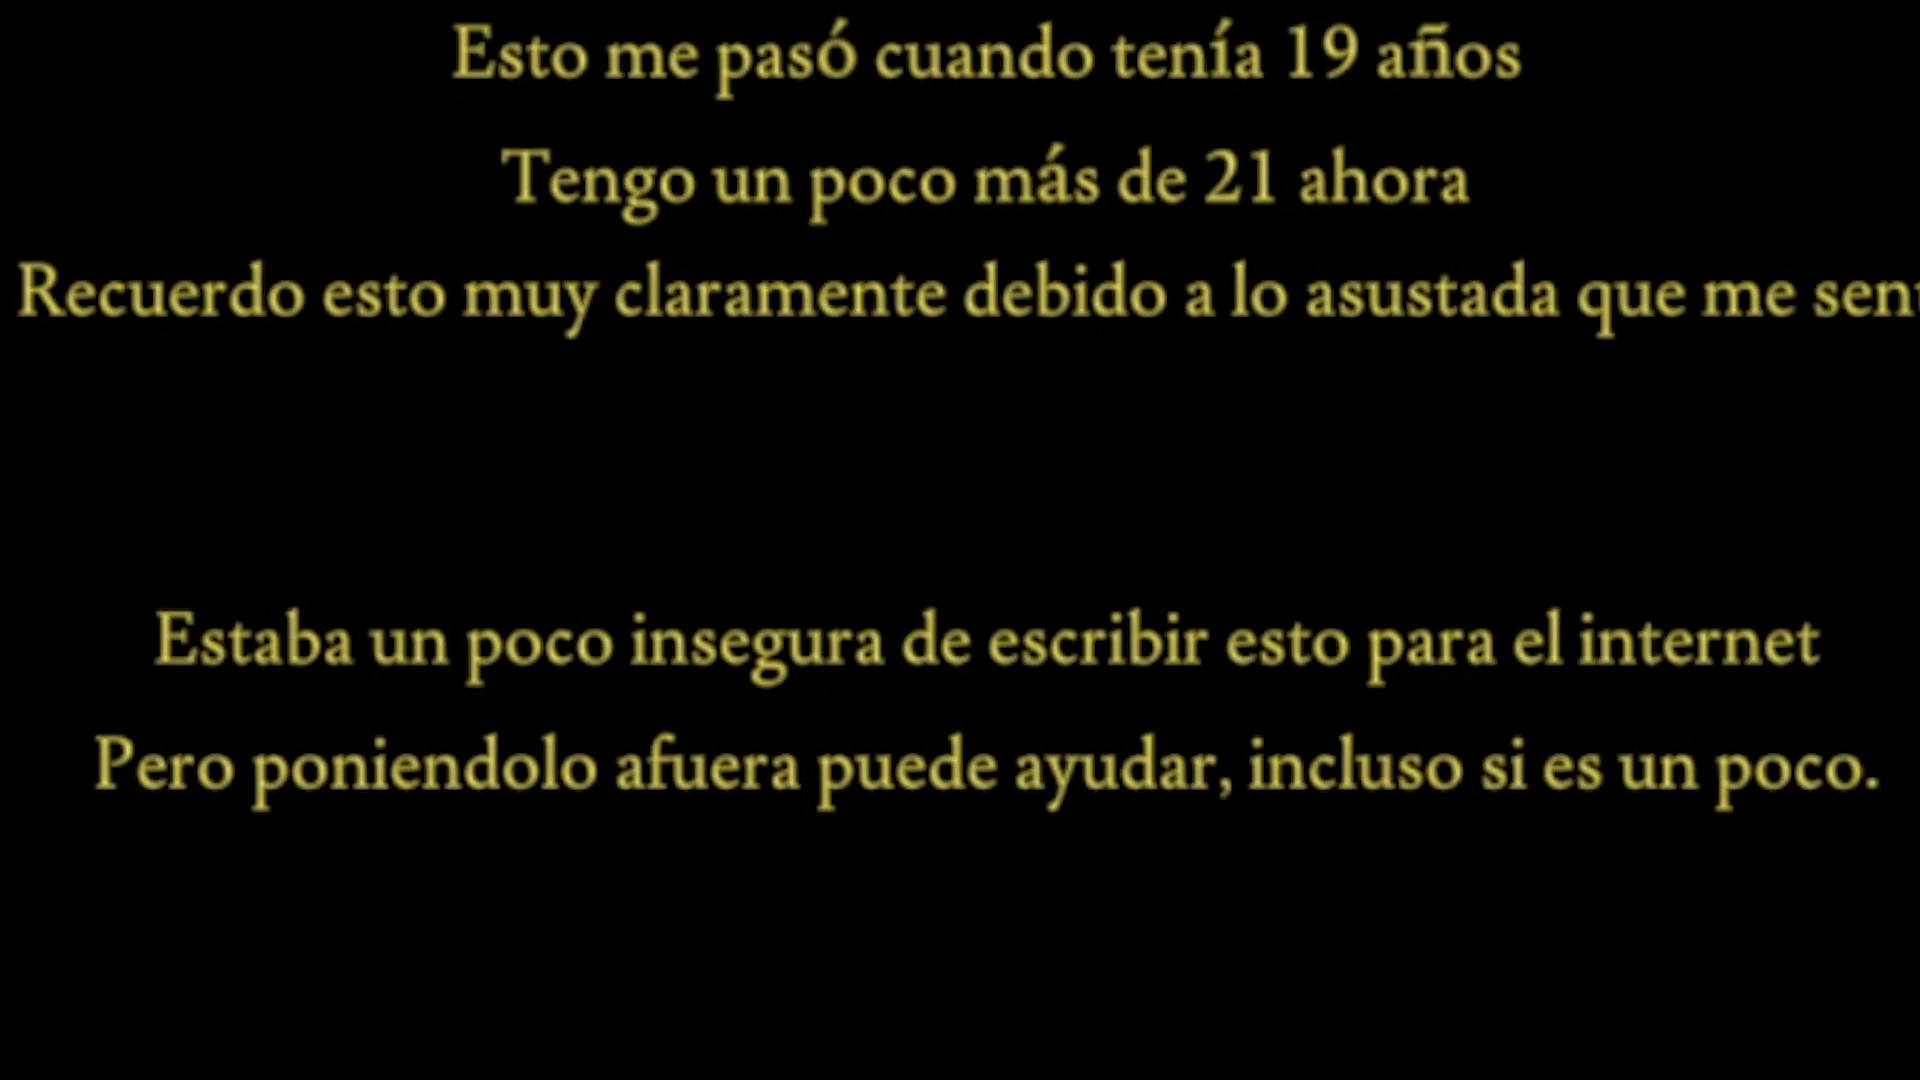 Esto me pasó cuando tenía 19 años
Tengo un poco más de 21 ahora
Recuerdo esto muy claramente debido a lo asustada que me
Estaba un poco insegura de escribir esto para el internet
Pero poniendolo afuera puede ayudar, incluso si es un poco.